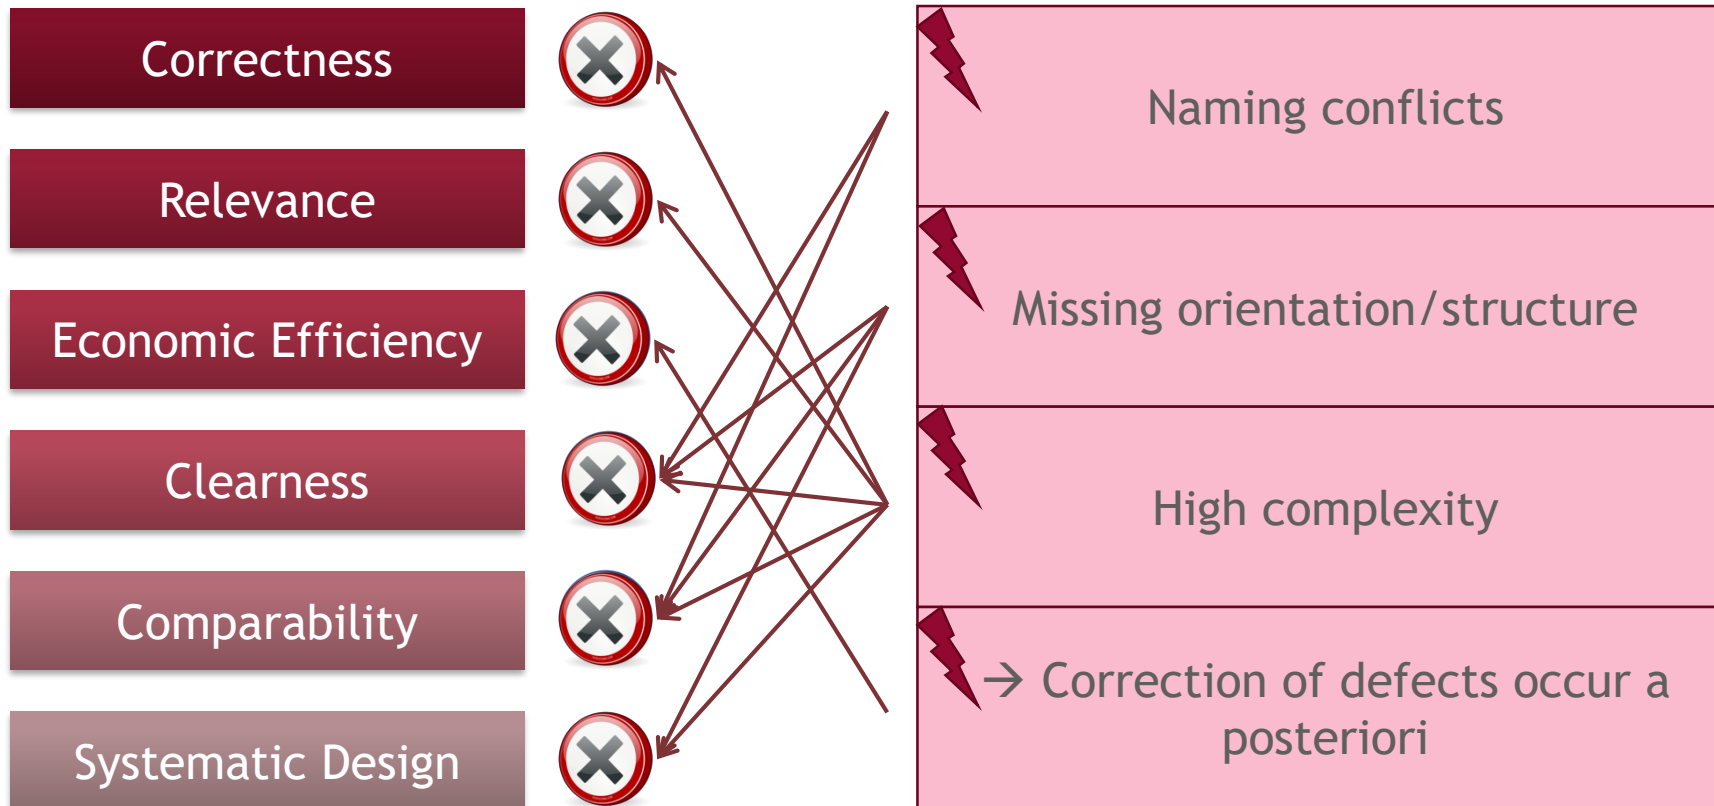 Correctness
Relevance
Economic Efficiency
Clearness
Comparability
Systematic Design
Naming conflicts
Missing orientation/structure
High complexity
→ Correction of defects occur a
posteriori